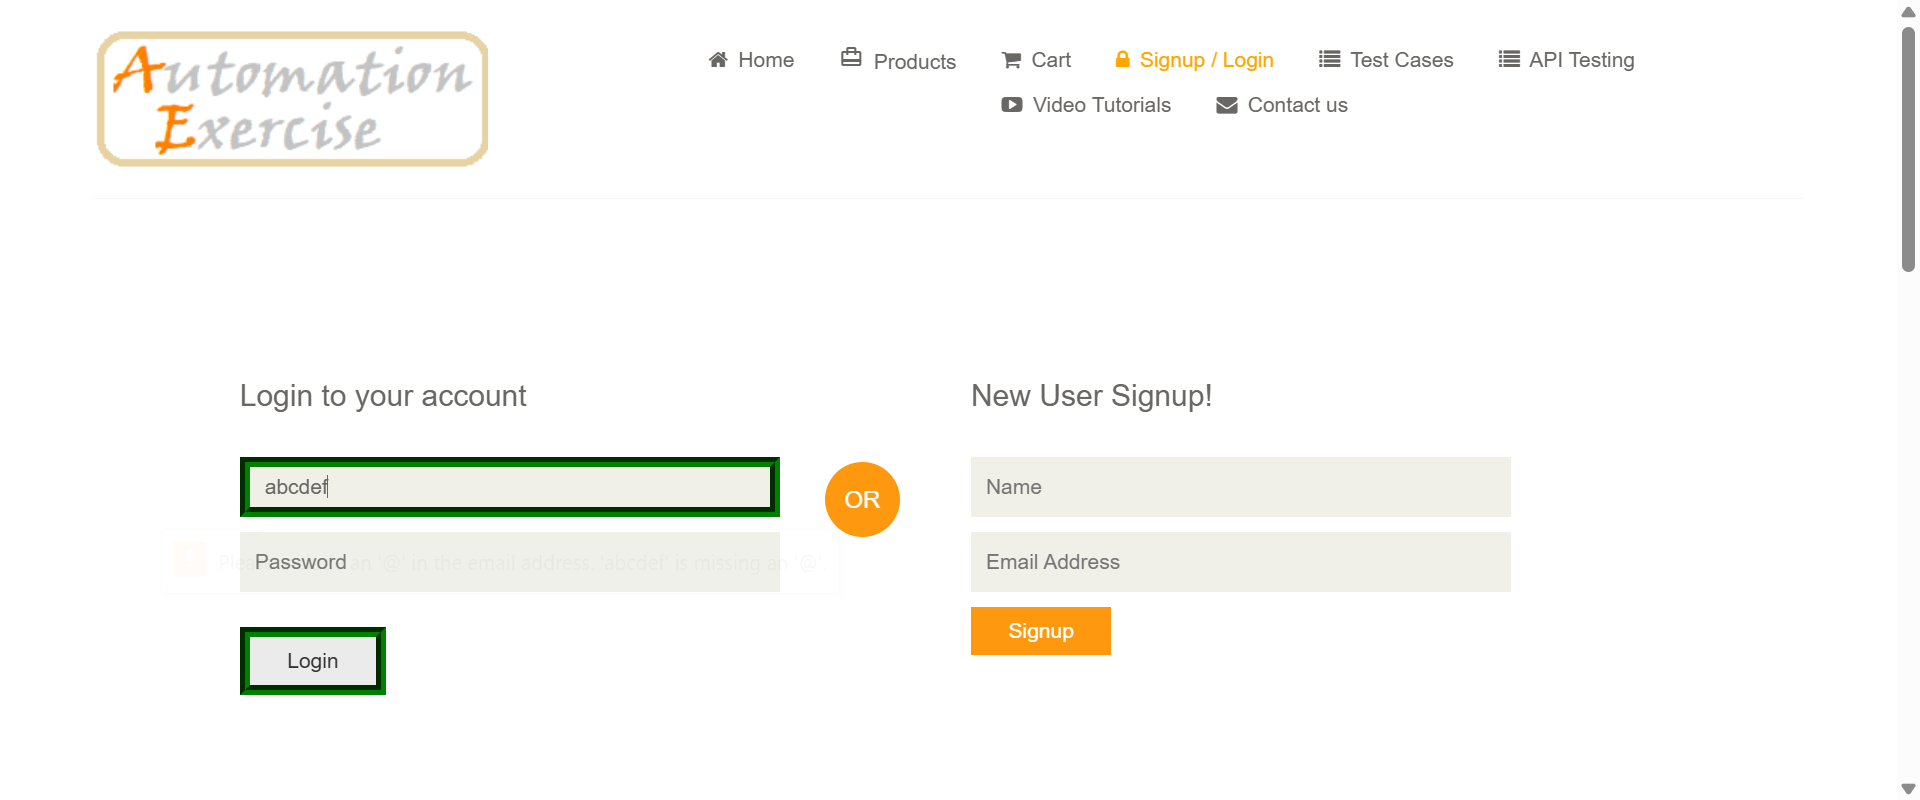 Automation
Exercise
Home
Products
Cart
Signup / Login
Test Cases
API Testing
Video Tutorials
Contact us
Login to your account
New User Signup!
abcdef
OR
Name
Password
an '@' in the email address. 'abcdef' is missing an '@'.
Email Address
Login
Signup